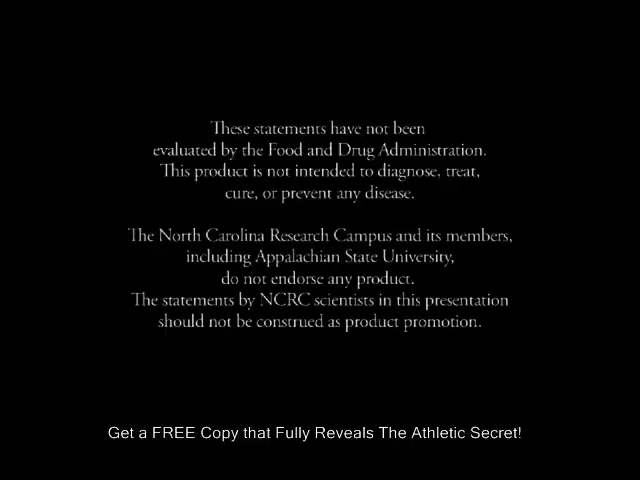 These statements have not been
evaluated by the Food and Drug Administration.
This product is not intended to diagnose, treat,
cure, or prevent any disease.
The North Carolina Research Campus and its members,
including Appalachian State University,
do not endorse any product.
The statements by NCRC scientists in this presentation
should not be construed as product promotion.
Get a FREE Copy that Fully Reveals The Athletic Secret!